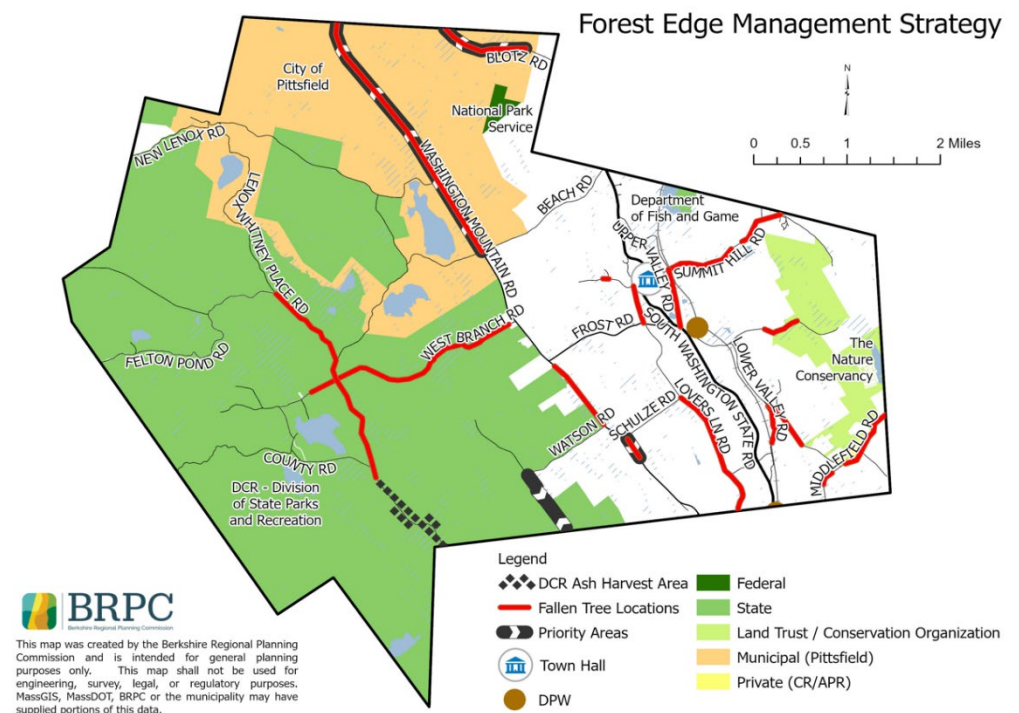 Forest Edge Management Strategy
N
0 0.5 1 2 Miles
City of
Pittsfield
BLOTZ RD
National Park
Service
NEW LENOX RD
WASHINGTON MOUNTAIN RD
BEACH RD
Department
of Fish and Game
LENOX WHITNEY PLACE RD
UPPER VALLEY RD
SUMMIT HILL RD
FROST RD
WEST BRANCH RD
SOUTH WASHINGTON STATE RD
LOWER VALLEY RD
The
Nature
Conservancy
FELTON POND RD
LOVERS LN RD
SCHULZE RD
WATSON RD
MIDDLEFIELD RD
COUNTY RD
DCR - Division
of State Parks
and Recreation
Legend
DCR Ash Harvest Area
Fallen Tree Locations
Priority Areas
Town Hall
DPW
Federal
State
Land Trust / Conservation Organization
Municipal (Pittsfield)
Private (CR/APR)
BRPC
Berkshire Regional Planning Commission
This map was created by the Berkshire Regional Planning
Commission and is intended for general planning
purposes only. This map shall not be used for
engineering, survey, legal, or regulatory purposes.
MassGIS, MassDOT, BRPC or the municipality may have
supplied portions of this data.